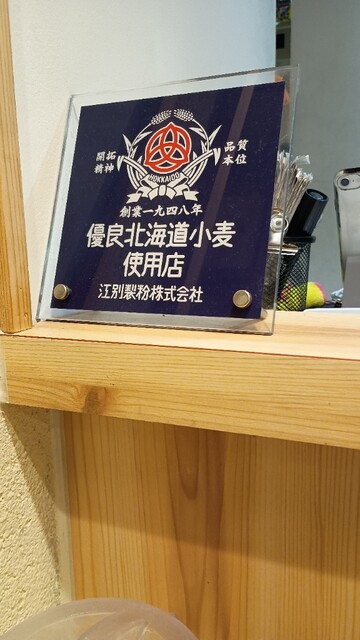 開拓精神
品質本位
HOKKAIDO
創業一九四八年
優良北海道小麦
使用店
江別製粉株式会社